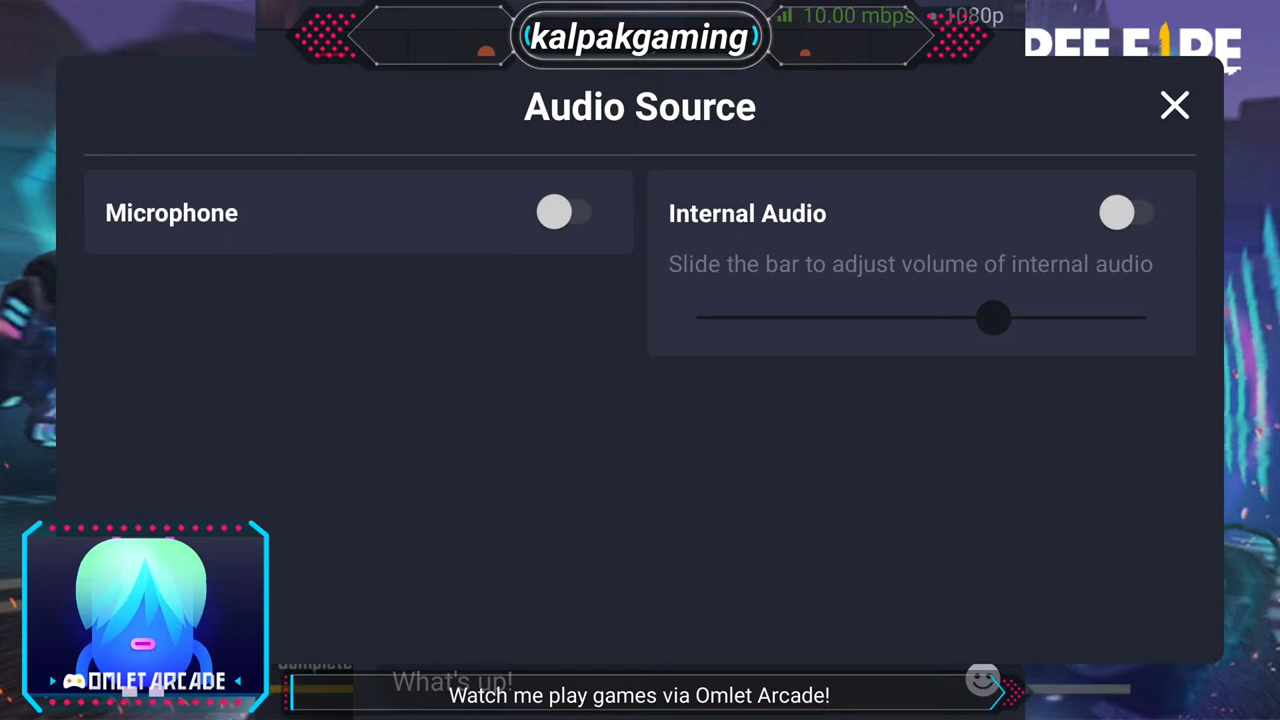 10.00 mbps 1080p
kalpakgaming
Audio Source
Microphone
Internal Audio
Slide the bar to adjust volume of internal audio
OMLET ARCADE
What's up!
Watch me play games via Omlet Arcade!